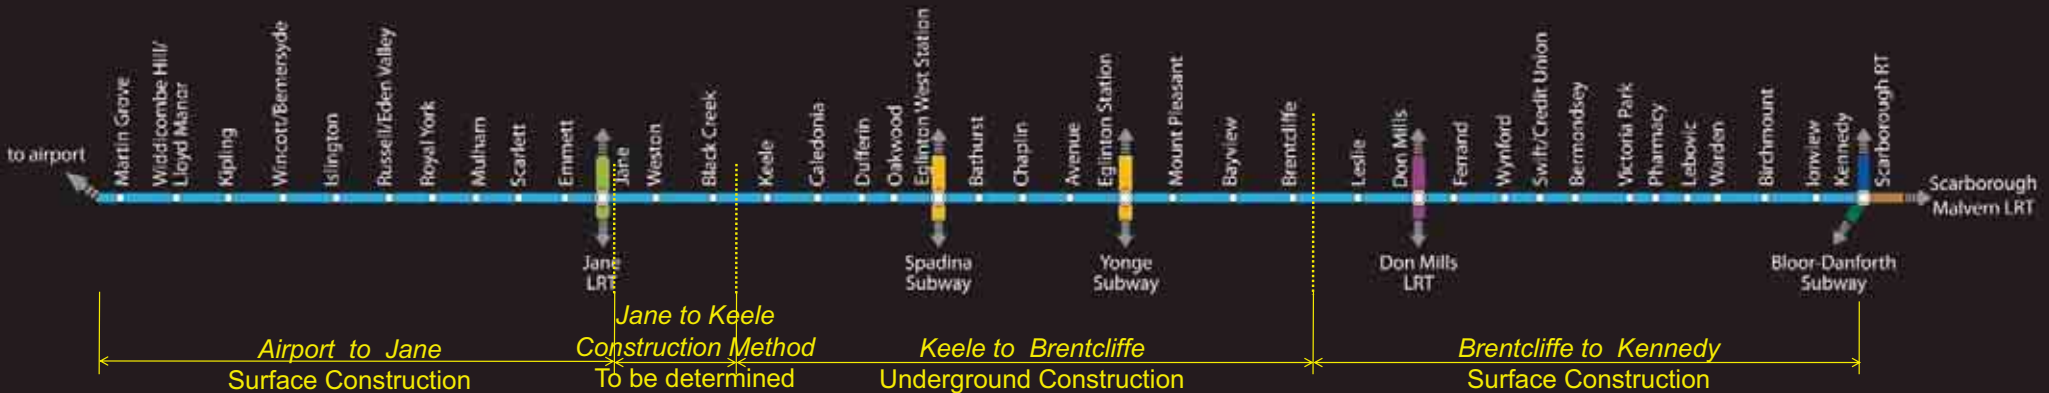 to airport
Martin Grove
Widdicombe Hill/
Lloyd Manor
Kipling
Wincott/Bemersyde
Islington
Russell/Eden Valley
Royal York
Mulham
Scarlett
Emmett
Jane
Weston
Black Creek
Keele
Caledonia
Dufferin
Oakwood
Eglinton West Station
Bathurst
Chaplin
Avenue
Eglinton Station
Mount Pleasant
Bayview
Brentcliffe
Leslie
Don Mills
Ferrand
Wynford
Swift/Credit Union
Bermondsey
Victoria Park
Pharmacy
Lebovic
Warden
Birchmount
Ionview
Kennedy
Scarborough RT
Scarborough
Malvern LRT
Jane
LRT
Spadina
Subway
Yonge
Subway
Don Mills
LRT
Bloor-Danforth
Subway
Airport to Jane
Surface Construction
Jane to Keele
Construction Method
To be determined
Keele to Brentcliffe
Underground Construction
Brentcliffe to Kennedy
Surface Construction